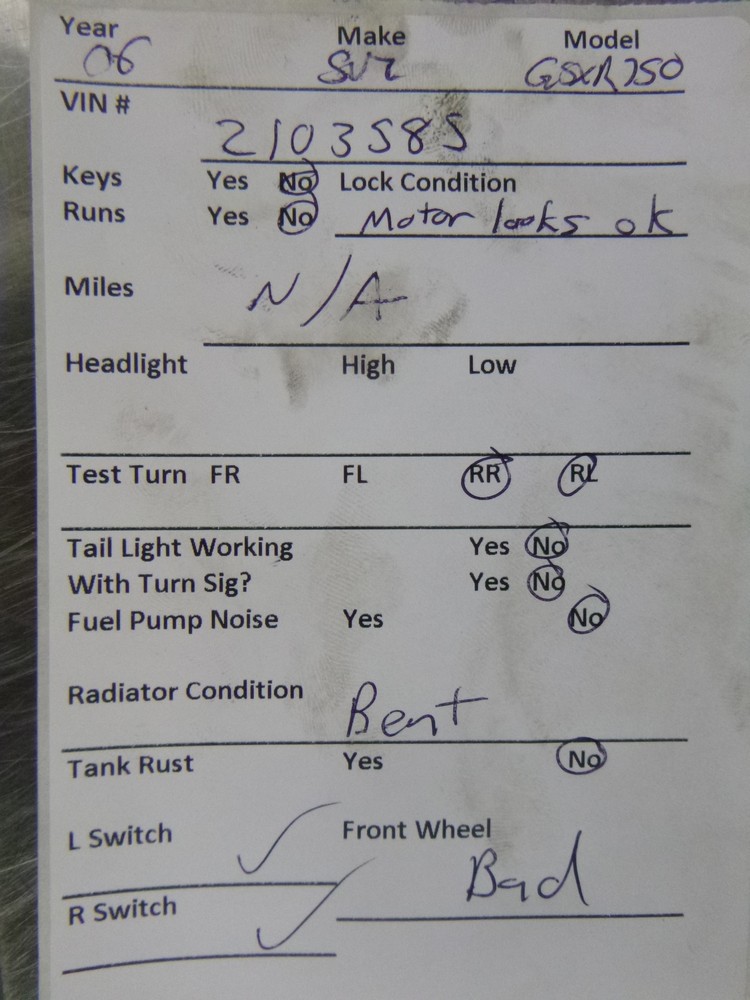 Year Make Model
06 SUZ GSXR750
VIN #
2103585
Keys Yes No Lock Condition
Runs Yes No Motor looks ok
Miles N/A
Headlight High Low
Test Turn FR FL RR RL
Tail Light Working Yes No
With Turn Sig? Yes No
Fuel Pump Noise Yes No
Radiator Condition Bent
Tank Rust Yes No
L Switch ✓ Front Wheel
Bad
R Switch ✓